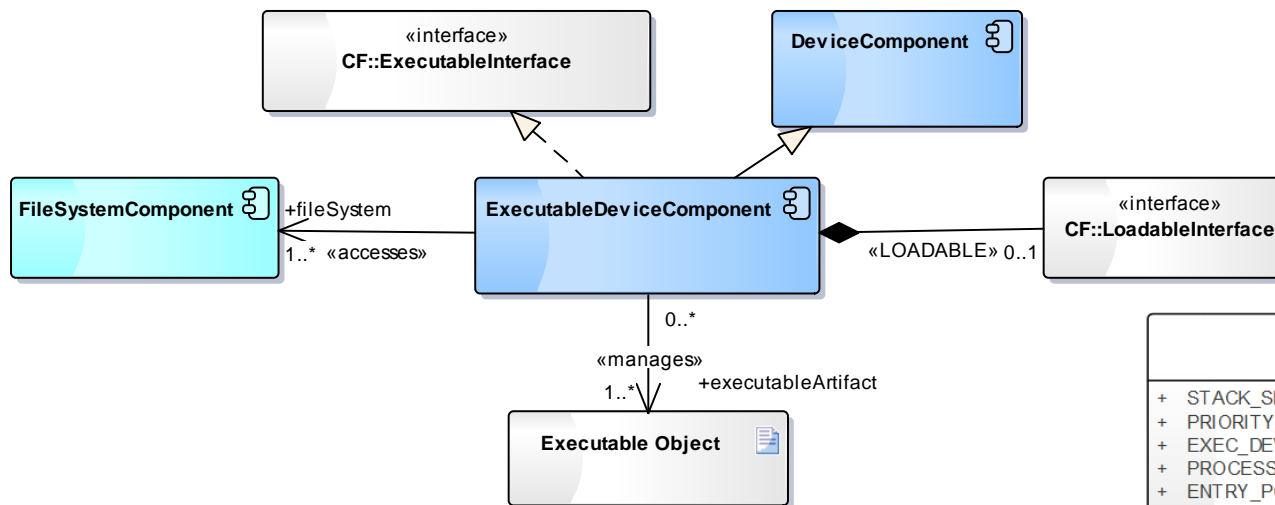 «interface»
CF::ExecutableInterface
DeviceComponent
FileSystemComponent
+fileSystem
1..* «accesses»
ExecutableDeviceComponent
«LOADABLE» 0..1
«interface»
CF::LoadableInterface
0..*
«manages»
1..*
+executableArtifact
Executable Object
+
+ PRIORITY
+
+
+